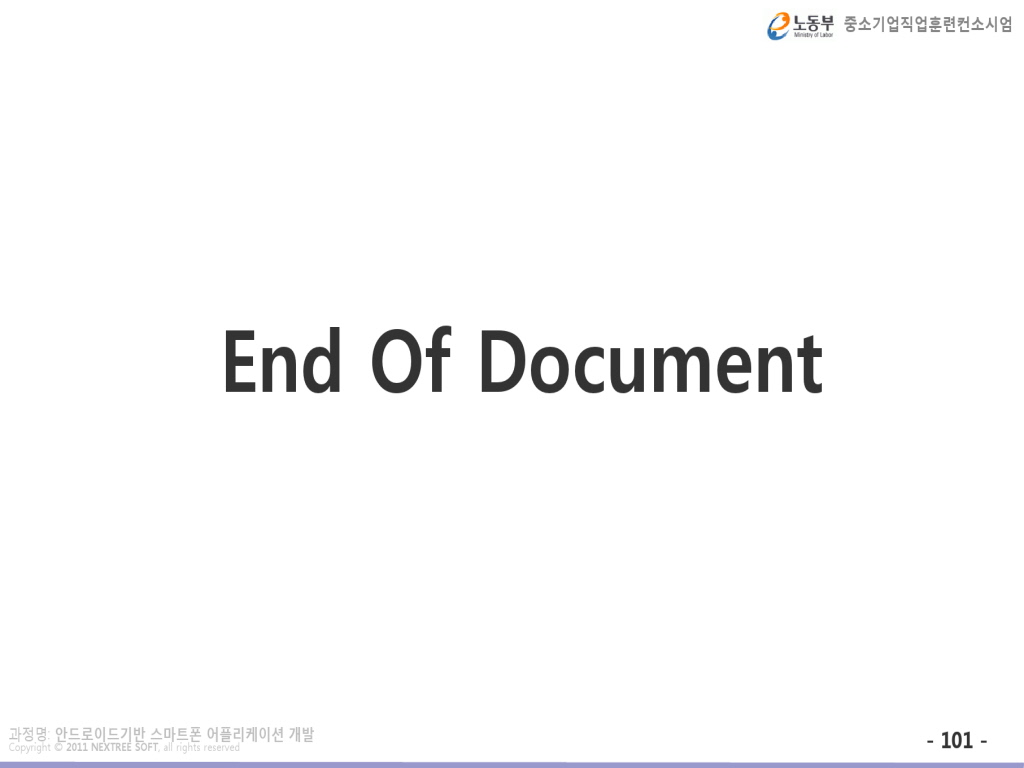 노동부 중소기업직업훈련컨소시엄
Ministry of Labor
End Of Document
과정명: 안드로이드기반 스마트폰 어플리케이션 개발
Copyright © 2011 NEXTREE SOFT, all rights reserved
- 101 -